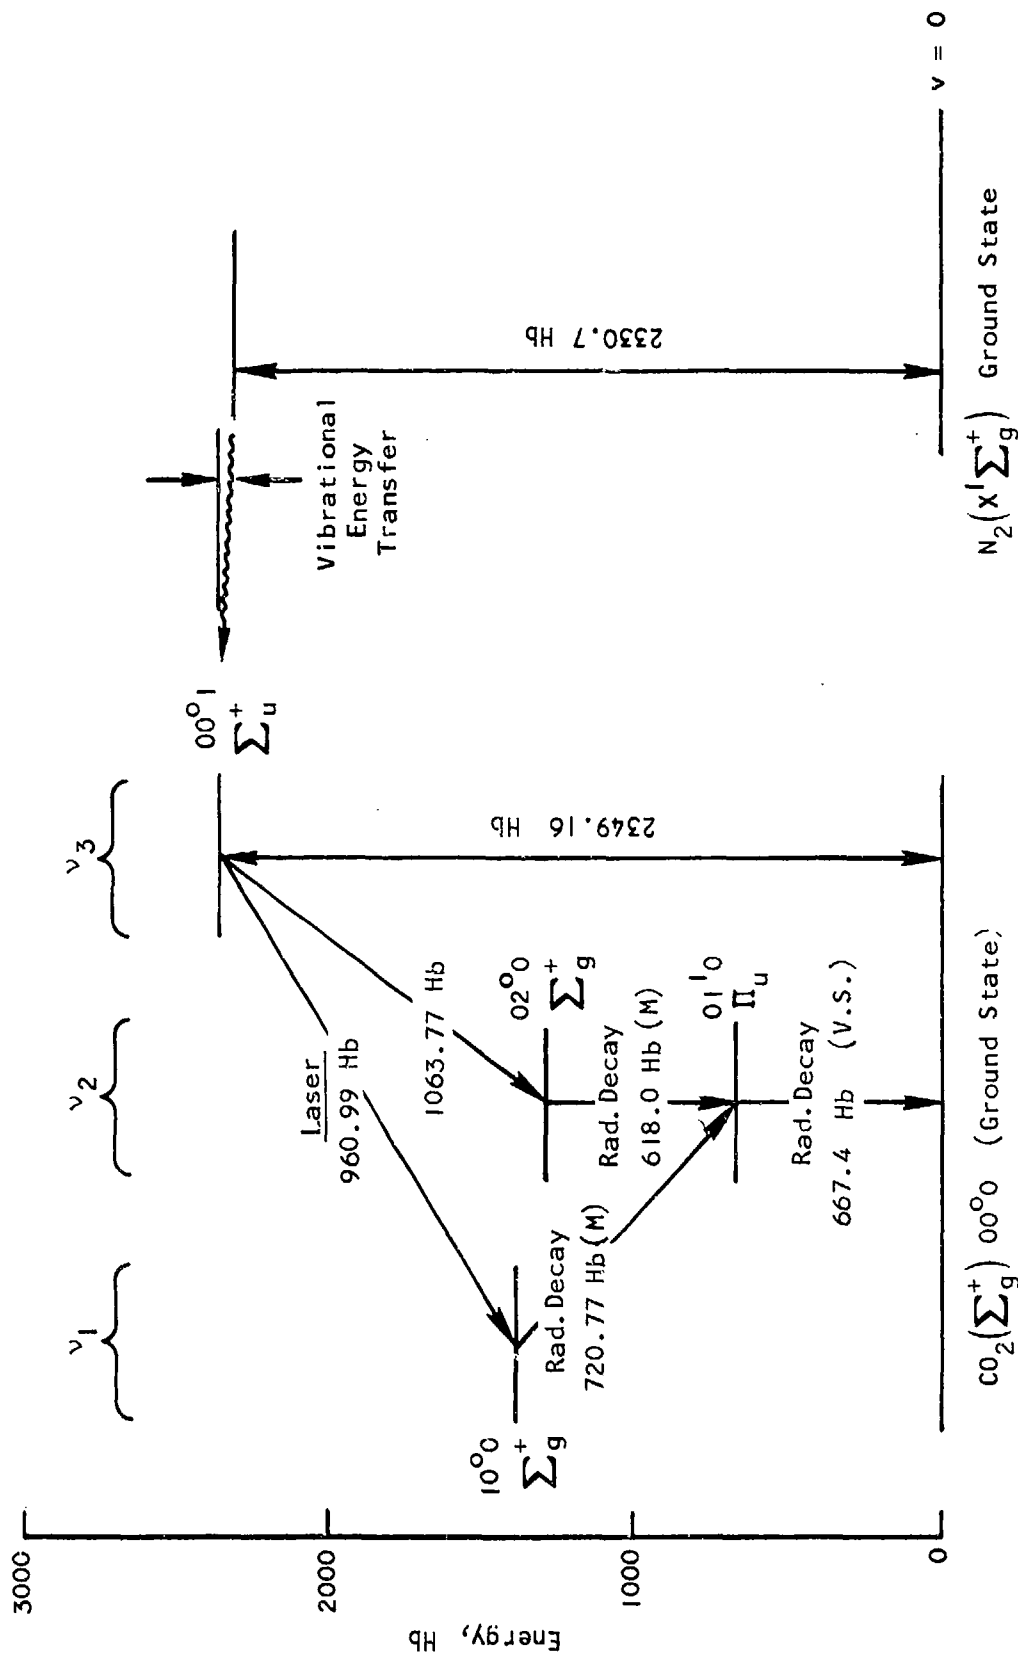 3000
2000
1000
0
Energy, Hb
ν1
ν2
ν3
10⁰0
Σg⁺
Laser
960.99 Hb
1063.77 Hb
02⁰0
Σg⁺
Rad. Decay
720.77 Hb (M)
Rad. Decay
618.0 Hb (M)
01¹0
Πu
Rad. Decay
667.4 Hb (V.S.)
2349.16 Hb
00⁰1
Σu⁺
Vibrational
Energy
Transfer
2330.7 Hb
v = 0
CO₂(Σg⁺) 00⁰0 (Ground State)
N₂(X¹Σg⁺) Ground State